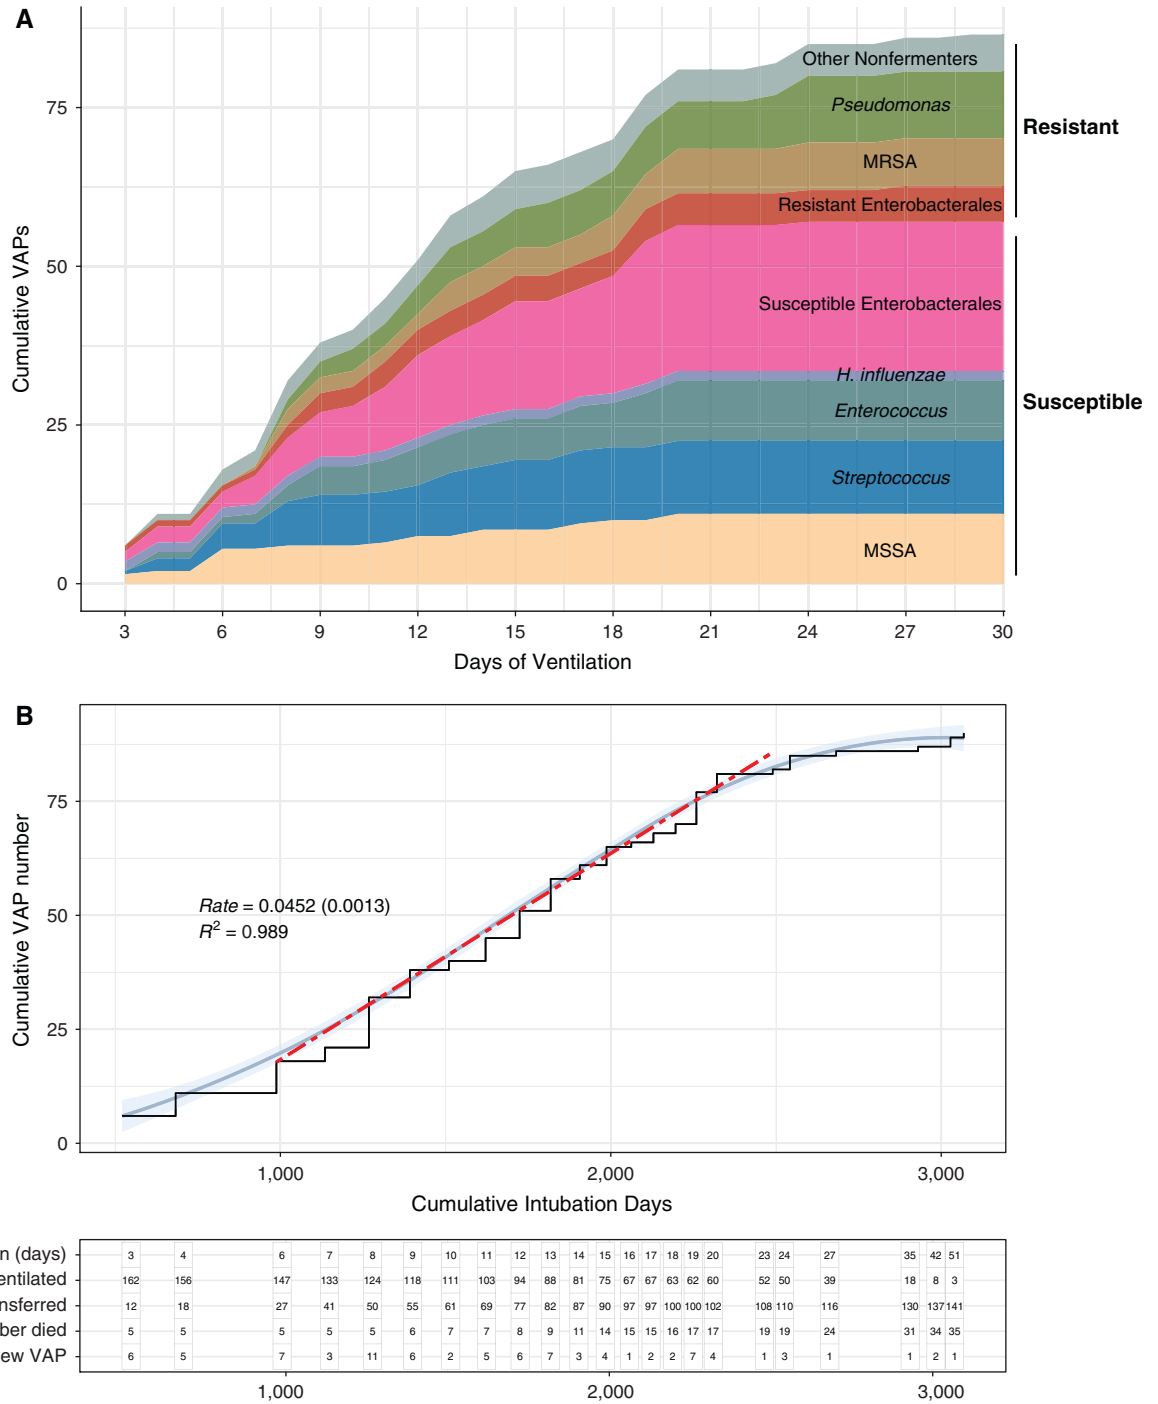 A
75
50
25
0
Cumulative VAPs
Other Nonfermenters
Pseudomonas
MRSA
Resistant Enterobacterales
Susceptible Enterobacterales
H. influenzae
Enterococcus
Streptococcus
MSSA
Resistant
Susceptible
3 6 9 12 15 18 21 24 27 30
Days of Ventilation
B
75
50
25
0
Cumulative VAP number
Rate = 0.0452 (0.0013)
R² = 0.989
1,000 2,000 3,000
Cumulative Intubation Days
n (days) 3 4 6 7 8 9 10 11 12 13 14 15 16 17 18 19 20 23 24 27 35 42 51
entilated 162 156 147 133 124 118 111 103 94 88 81 75 67 67 63 62 60 52 50 39 18 8 3
nsferred 12 18 27 41 50 55 61 69 77 82 87 90 97 97 100 100 102 108 110 116 130 137 141
ber died 5 5 5 5 5 6 7 7 8 9 11 14 15 15 16 17 17 19 19 24 31 34 35
ew VAP 6 5 7 3 11 6 2 5 6 7 3 4 1 2 2 7 4 1 3 1 1 2 1
1,000 2,000 3,000